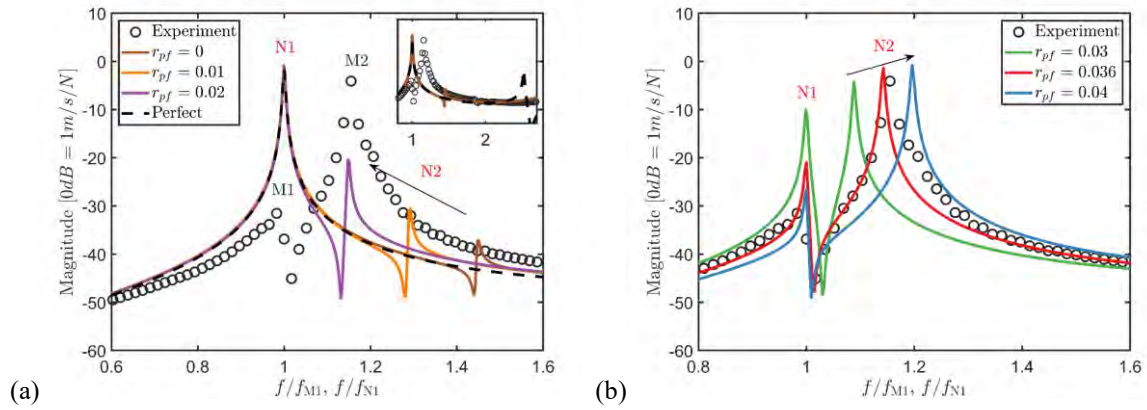 Experiment
r_pf = 0
r_pf = 0.01
r_pf = 0.02
Perfect
N1
M2
M1
N2
1
2
0
-10
-20
-30
-40
-50
-60
10
Magnitude [0dB = 1m/s/N]
0.6
0.8
1
1.2
1.4
1.6
f/f_M1, f/f_N1
(a)
Experiment
r_pf = 0.03
r_pf = 0.036
r_pf = 0.04
N2
N1
10
0
-10
-20
-30
-40
-50
-60
Magnitude [0dB = 1m/s/N]
0.8
1
1.2
1.4
1.6
f/f_M1, f/f_N1
(b)